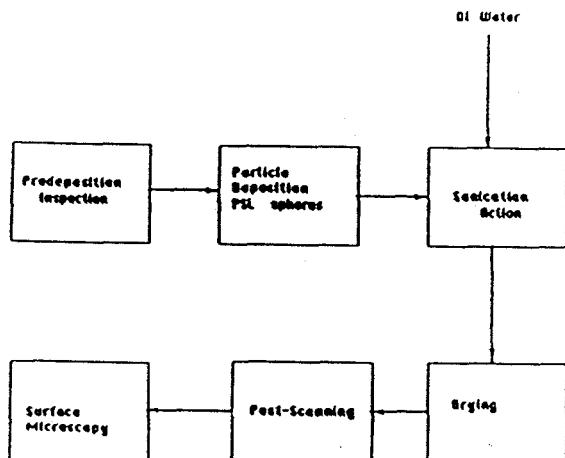 DI Water
Predeposition
Inspection
Particle
Deposition
PSL spheres
Sonication
Action
Surface
Microscopy
Post-Scanning
Drying